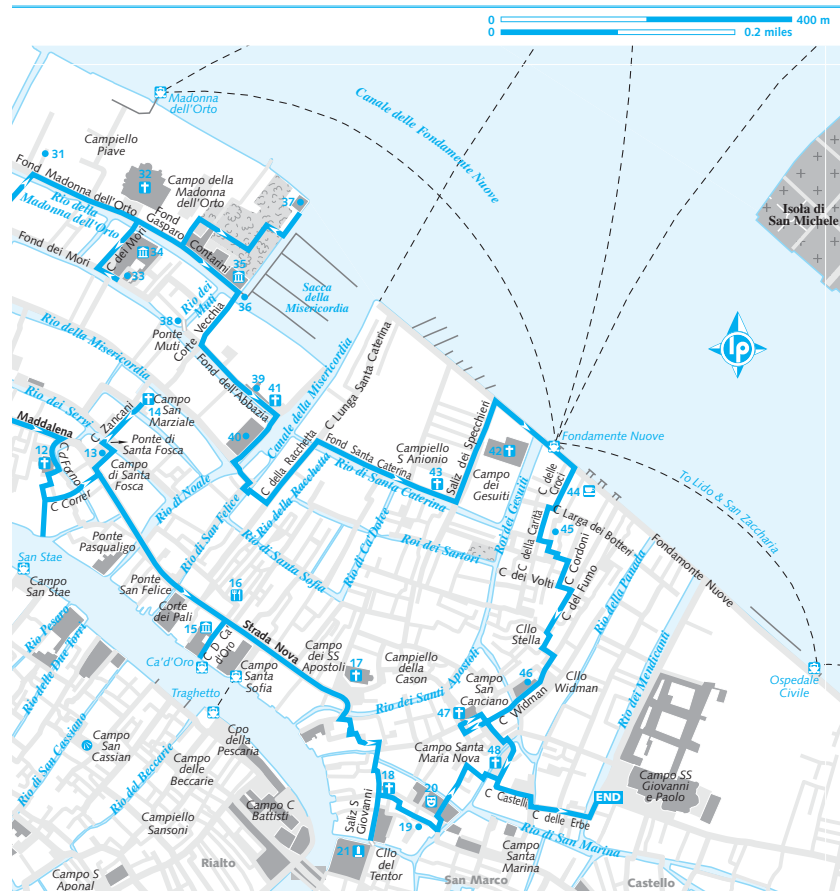 0
400 m
0
0.2 miles
Madonna
dell'Orto
Canale delle Fondamente Nuove
Campiello
Piave
31
32
Campo della
Madonna
dell'Orto
37
Isola di
San Michele
Fond Madonna dell'Orto
Rio della
Madonna dell'Orto
Fond
Gasparo
Contarini
Fond dei Mori
C dei Mori
34
33
35
36
Rio dei
Muti
Sacca
della
Misericordia
38
Ponte
Muti
Corte Vecchia
Rio della Misericordia
lp
39
41
Fond dell'Abbazia
40
Canale della Misericordia
C Lunga Santa Caterina
Rio dei Servi
C Zancani
Campo
San
Marziale
14
Maddalena
12
C d Forno
13
Ponte di
Santa Fosca
Campo
di Santa
Fosca
C Correr
Rio di Noale
C della Racchetta
Fond Santa Caterina
Rio della Racchetta
Rio di Santa Caterina
Campiello
S Anionio
43
Saliz dei Specchieri
42
Campo
dei
Gesuiti
Fondamente Nuove
44
C delle
Croci
To Lido & San Zaccharia
45
C Larga dei Botteri
Roi dei Gesuiti
C della Carità
C Cordoni
C dei Volti
C del Fumo
Rio della Panada
Fondamonte Nuove
Rio di San Felice
Rio di Santa Sofia
Rio di Ca'Dolce
Roi dei Sartori
Ponte
Pasqualigo
San Stae
Campo
San Stae
Ponte
San Felice
16
Corte
dei Pali
15
C D Ca
d'Oro
Strada Nova
Rio Pesaro
Rio delle Due Torri
Ca'd'Oro
Campo
Santa
Sofia
Traghetto
Campo
dei SS
Apostoli
17
Campiello
della
Cason
Rio dei Santi Apostoli
Cllo
Stella
Campo
San
Canciano
46
Cllo
Widman
C Widman
Rio dei Mendicanti
Ospedale
Civile
47
Campo Santa
Maria Nova
48
Rio di San Cassiano
Campo
San
Cassian
Cpo
della
Pescaria
Campo
delle
Beccarie
Rio del Beccarie
Campiello
Sansoni
Campo C
Battisti
18
Saliz S
Giovanni
20
19
C Castelli
C delle Erbe
END
Campo SS
Giovanni
e Paolo
Rio di San Marina
21
Cllo
del
Tentor
Campo
Santa
Marina
Rialto
San Marco
Castello
Campo S
Aponal